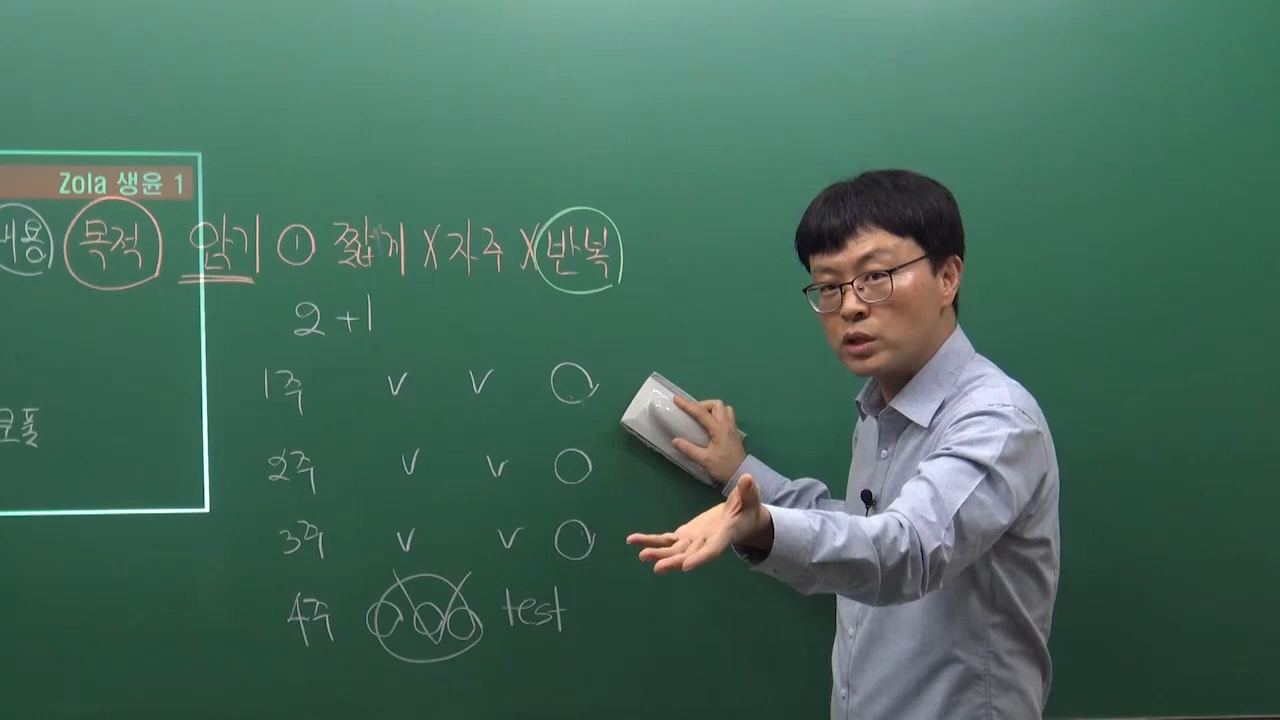 Zola 생윤 1
내용 목적 암기 ① 짧게 X 자주 X 반복
2+1
1주 v v ○
2주 v v ○
3주 v v ○
4주 test